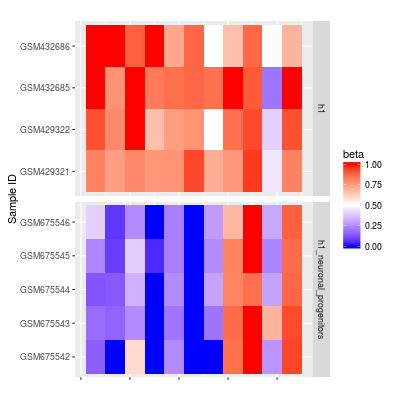 GSM432686
GSM432685
GSM429322
GSM429321
h1
GSM675546
GSM675545
GSM675544
GSM675543
GSM675542
h1_neuronal_progenitors
Sample ID
beta
1.00
0.75
0.50
0.25
0.00